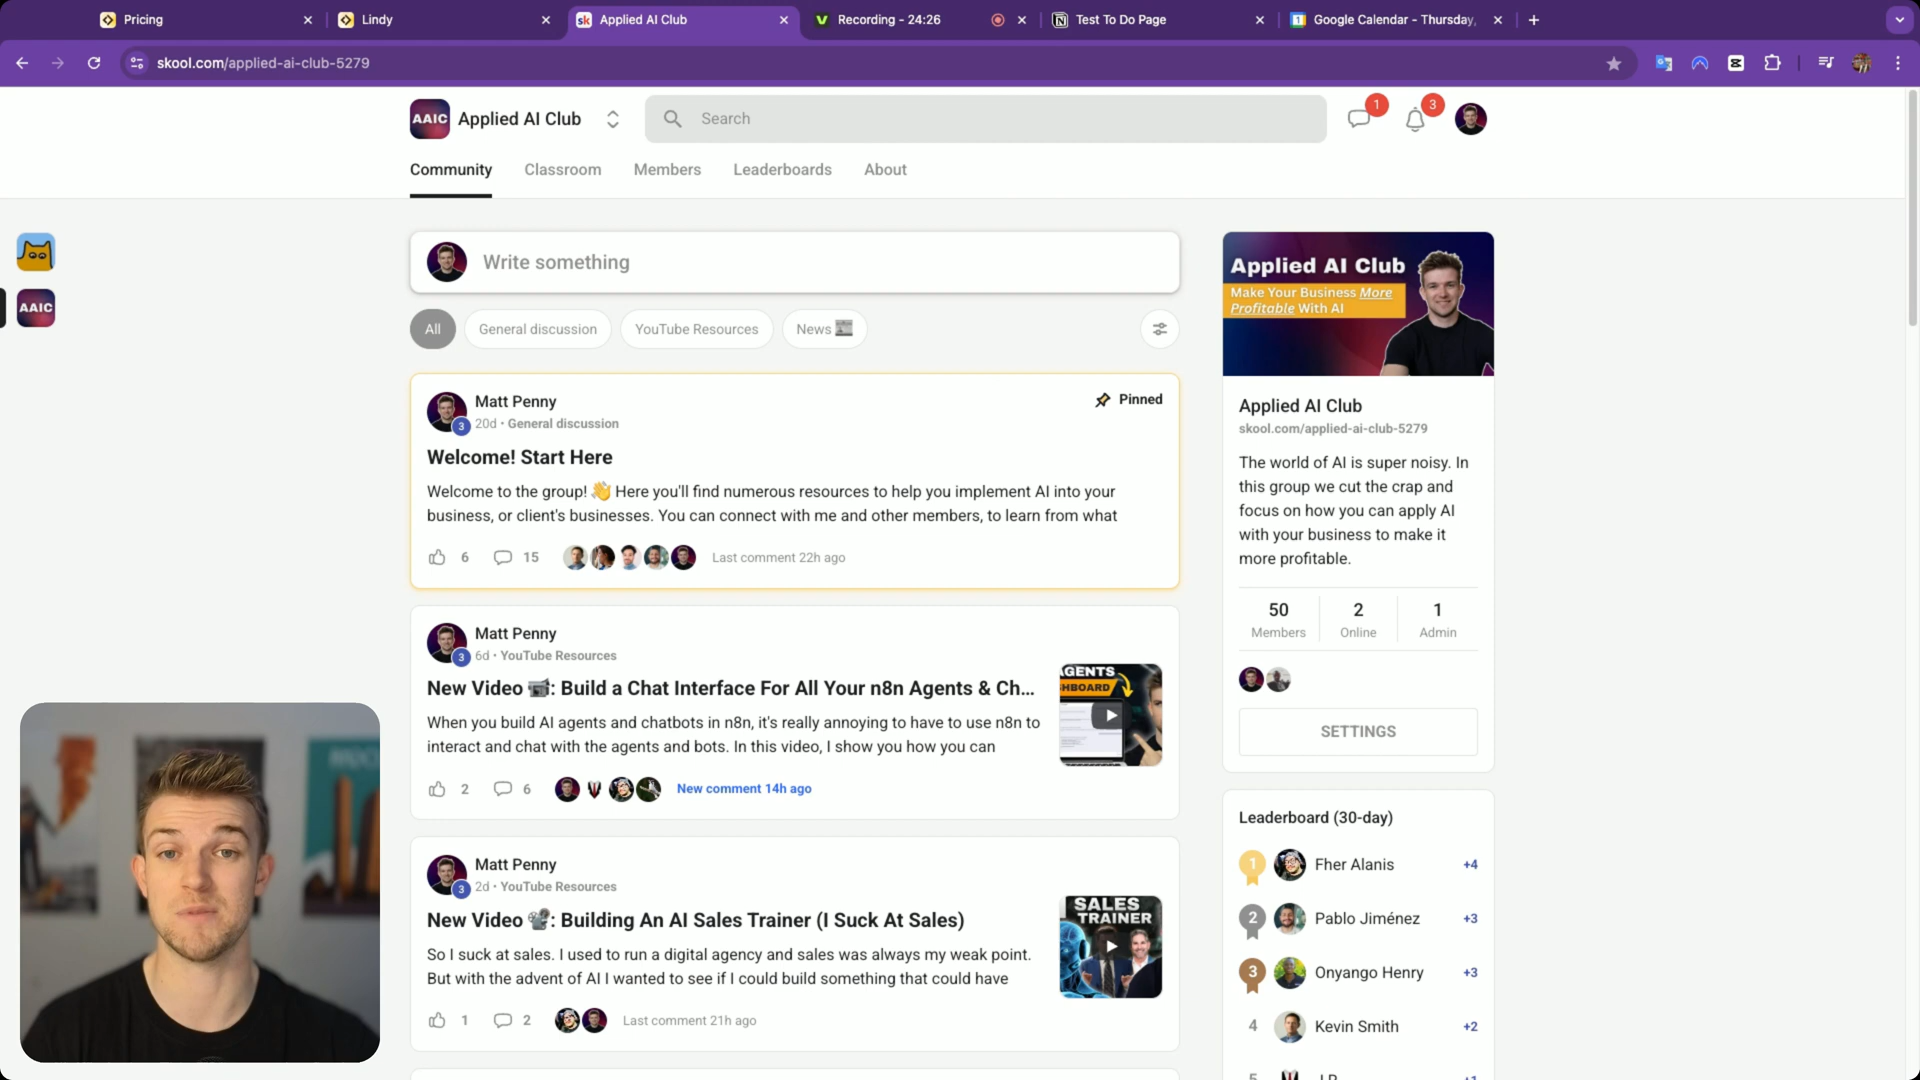 Pricing
Lindy
sk Applied AI Club
Recording - 24:26
Test To Do Page
Google Calendar - Thursday,
skool.com/applied-ai-club-5279
AAIC Applied AI Club
Search
1
3
Community
Classroom
Members
Leaderboards
About
AAIC
Write something
All
General discussion
YouTube Resources
News
Matt Penny
Pinned
3
20d • General discussion
Welcome! Start Here
Welcome to the group! 👋 Here you'll find numerous resources to help you implement AI into your
business, or client's businesses. You can connect with me and other members, to learn from what
6
15
Last comment 22h ago
Matt Penny
3
6d • YouTube Resources
New Video 📹: Build a Chat Interface For All Your n8n Agents & Ch...
When you build AI agents and chatbots in n8n, it's really annoying to have to use n8n to
interact and chat with the agents and bots. In this video, I show you how you can
AGENTS
HBOARD
2
6
New comment 14h ago
Matt Penny
3
2d • YouTube Resources
New Video 📽: Building An AI Sales Trainer (I Suck At Sales)
So I suck at sales. I used to run a digital agency and sales was always my weak point.
But with the advent of AI I wanted to see if I could build something that could have
SALES
TRAINER
1
2
Last comment 21h ago
Applied AI Club
Make Your Business More
Profitable With AI
Applied AI Club
skool.com/applied-ai-club-5279
The world of AI is super noisy. In
this group we cut the crap and
focus on how you can apply AI
with your business to make it
more profitable.
50
2
1
Members
Online
Admin
SETTINGS
Leaderboard (30-day)
1 Fher Alanis +4
2 Pablo Jiménez +3
3 Onyango Henry +3
4 Kevin Smith +2